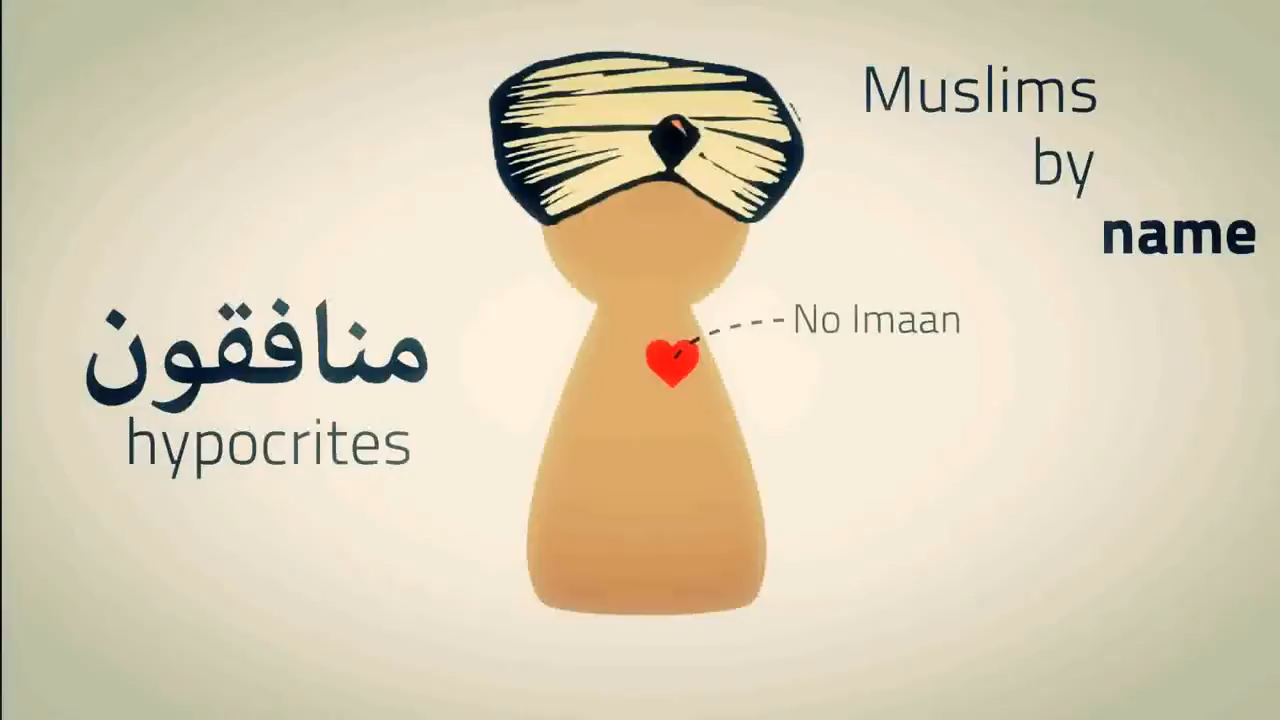 Muslims
by
name
No Imaan
منافقون
hypocrites